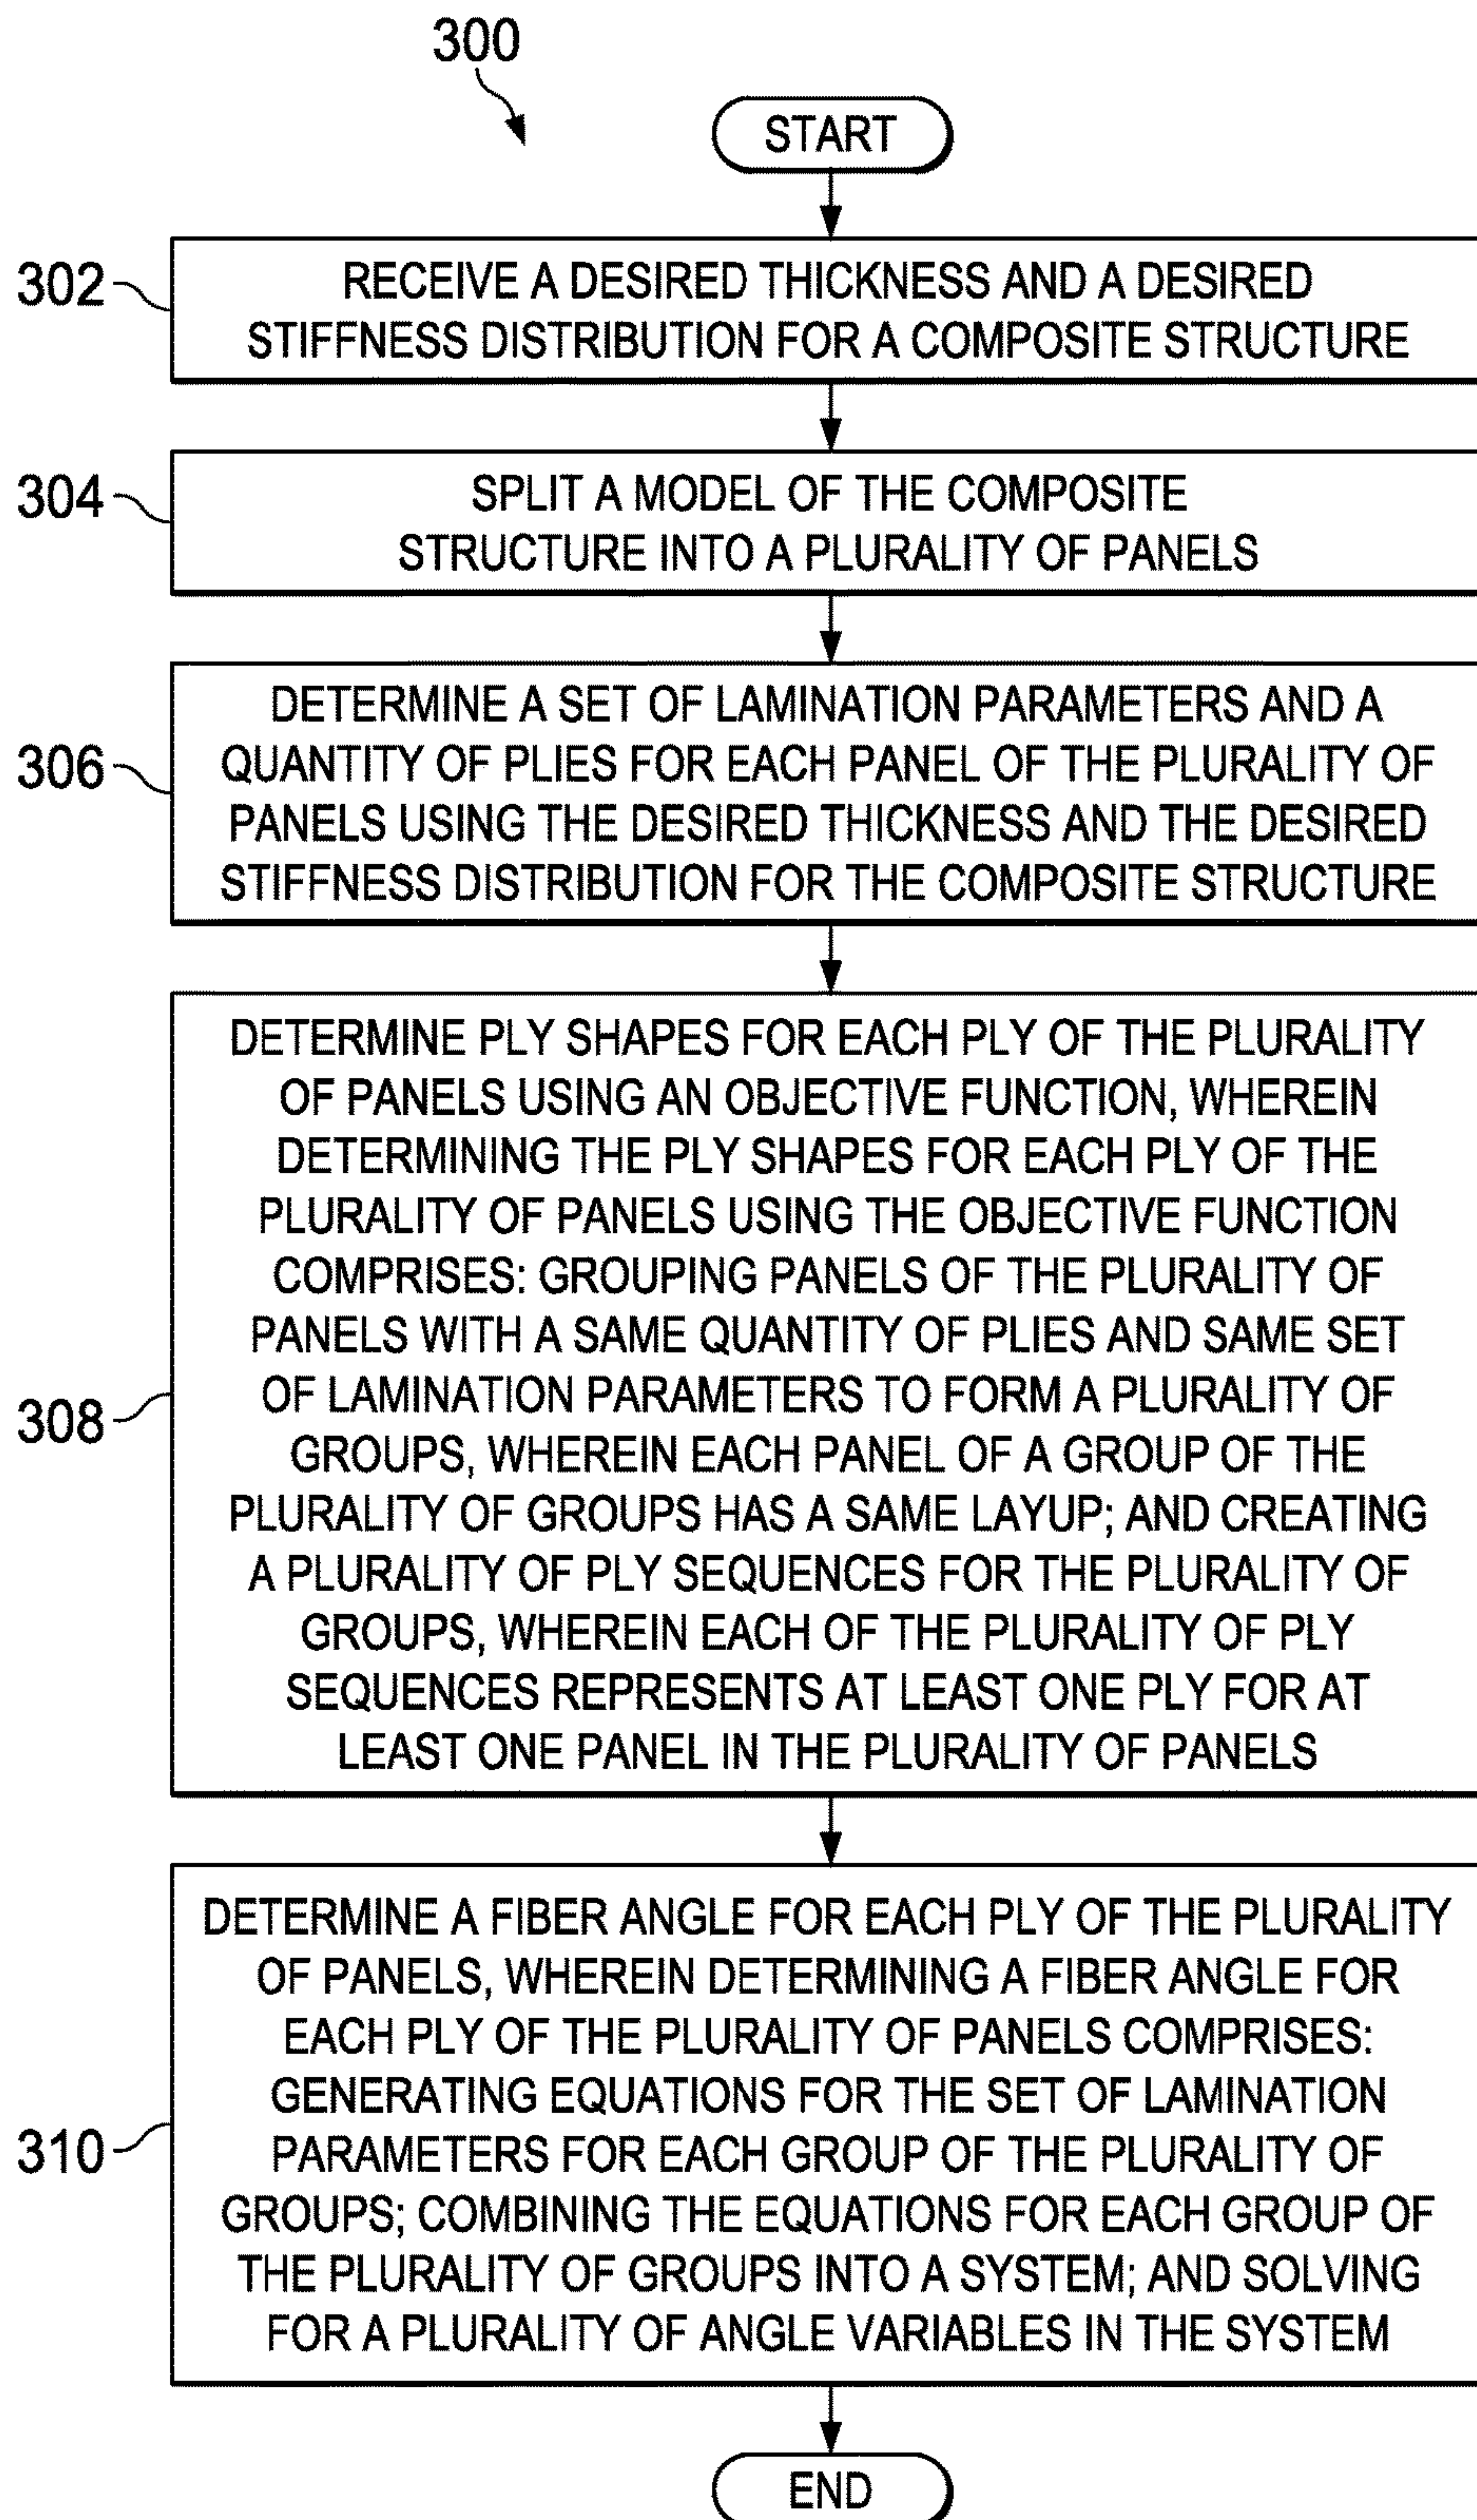 300
START
302
RECEIVE A DESIRED THICKNESS AND A DESIRED
STIFFNESS DISTRIBUTION FOR A COMPOSITE STRUCTURE
304
SPLIT A MODEL OF THE COMPOSITE
STRUCTURE INTO A PLURALITY OF PANELS
306
DETERMINE A SET OF LAMINATION PARAMETERS AND A
QUANTITY OF PLIES FOR EACH PANEL OF THE PLURALITY OF
PANELS USING THE DESIRED THICKNESS AND THE DESIRED
STIFFNESS DISTRIBUTION FOR THE COMPOSITE STRUCTURE
308
DETERMINE PLY SHAPES FOR EACH PLY OF THE PLURALITY
OF PANELS USING AN OBJECTIVE FUNCTION, WHEREIN
DETERMINING THE PLY SHAPES FOR EACH PLY OF THE
PLURALITY OF PANELS USING THE OBJECTIVE FUNCTION
COMPRISES: GROUPING PANELS OF THE PLURALITY OF
PANELS WITH A SAME QUANTITY OF PLIES AND SAME SET
OF LAMINATION PARAMETERS TO FORM A PLURALITY OF
GROUPS, WHEREIN EACH PANEL OF A GROUP OF THE
PLURALITY OF GROUPS HAS A SAME LAYUP; AND CREATING
A PLURALITY OF PLY SEQUENCES FOR THE PLURALITY OF
GROUPS, WHEREIN EACH OF THE PLURALITY OF PLY
SEQUENCES REPRESENTS AT LEAST ONE PLY FOR AT
LEAST ONE PANEL IN THE PLURALITY OF PANELS
310
DETERMINE A FIBER ANGLE FOR EACH PLY OF THE PLURALITY
OF PANELS, WHEREIN DETERMINING A FIBER ANGLE FOR
EACH PLY OF THE PLURALITY OF PANELS COMPRISES:
GENERATING EQUATIONS FOR THE SET OF LAMINATION
PARAMETERS FOR EACH GROUP OF THE PLURALITY OF
GROUPS; COMBINING THE EQUATIONS FOR EACH GROUP OF
THE PLURALITY OF GROUPS INTO A SYSTEM; AND SOLVING
FOR A PLURALITY OF ANGLE VARIABLES IN THE SYSTEM
END